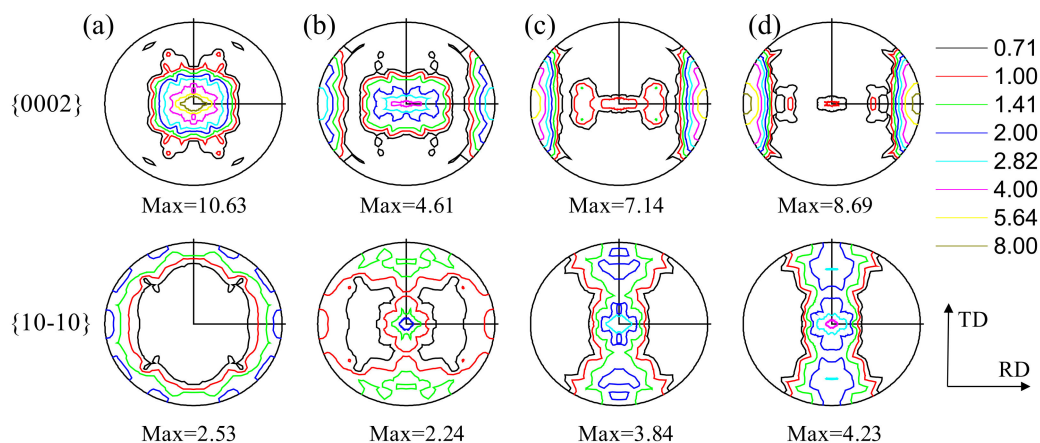 (a) (b) (c) (d)
{0002}
Max=10.63 Max=4.61 Max=7.14 Max=8.69
0.71
1.00
1.41
2.00
2.82
4.00
5.64
8.00
{10-10}
Max=2.53 Max=2.24 Max=3.84 Max=4.23
TD
RD